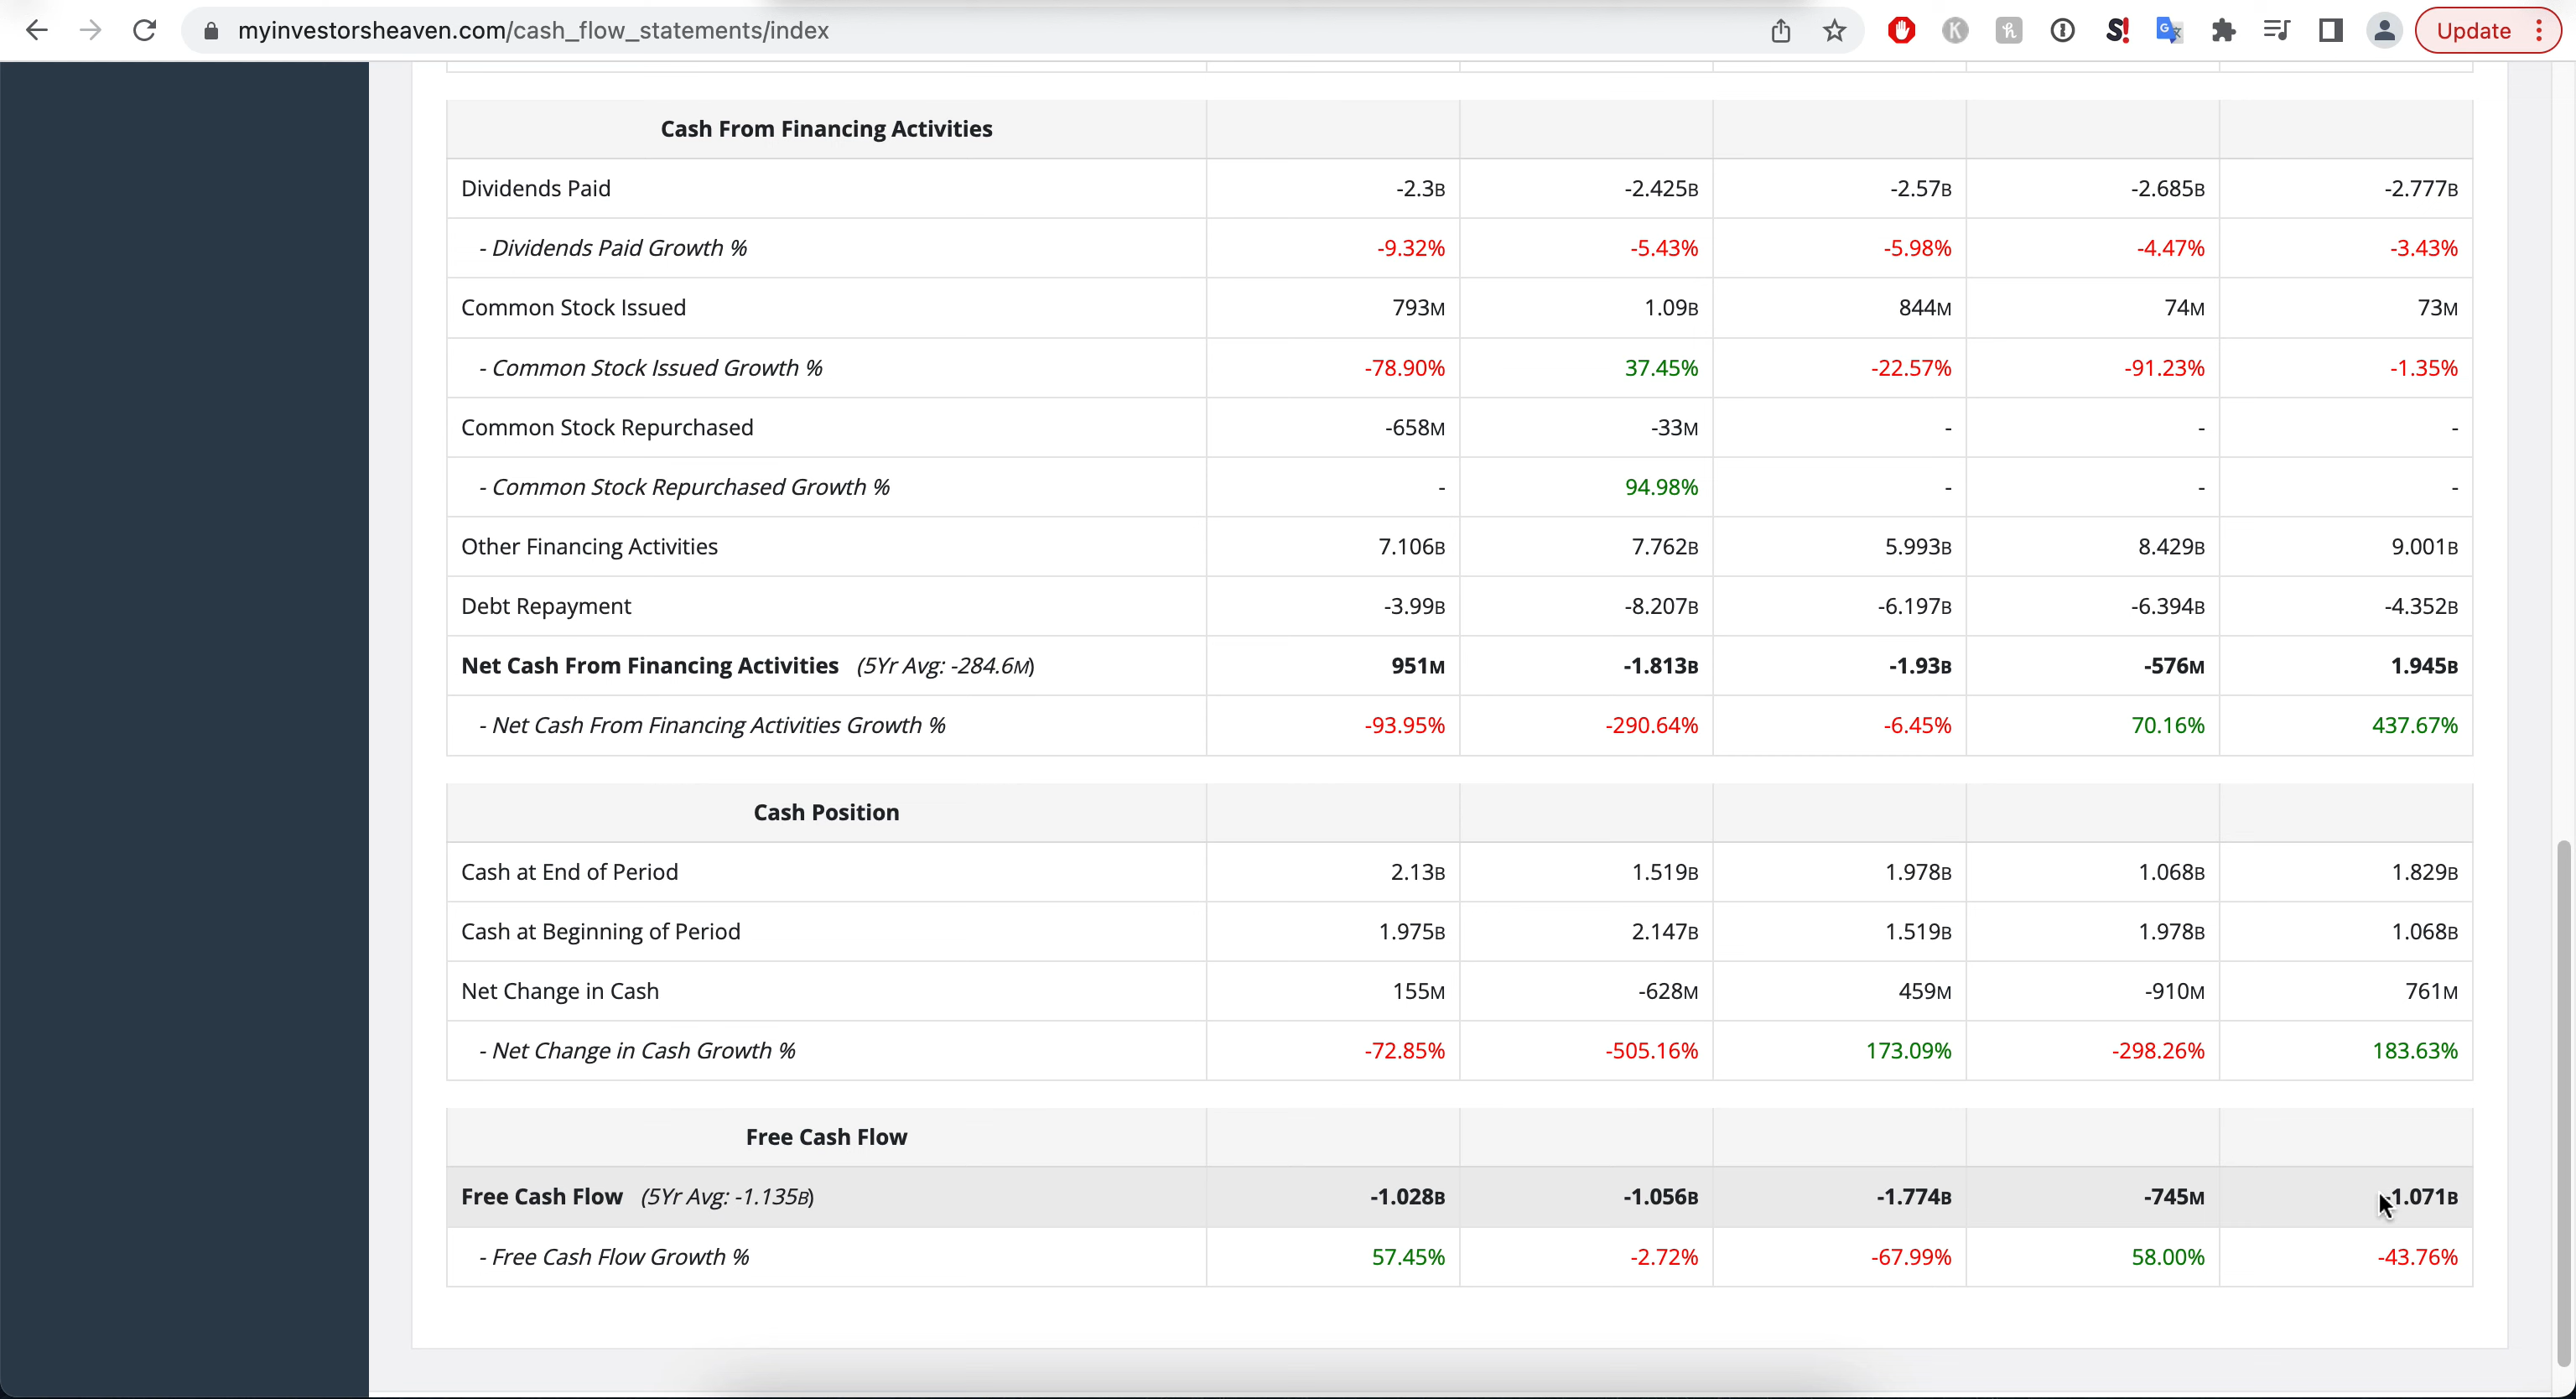 myinvestorsheaven.com/cash_flow_statements/index Update
Cash From Financing Activities
Dividends Paid -2.3B -2.425B -2.57B -2.685B -2.777B
- Dividends Paid Growth % -9.32% -5.43% -5.98% -4.47% -3.43%
Common Stock Issued 793M 1.09B 844M 74M 73M
- Common Stock Issued Growth % -78.90% 37.45% -22.57% -91.23% -1.35%
Common Stock Repurchased -658M -33M - - -
- Common Stock Repurchased Growth % - 94.98% - - -
Other Financing Activities 7.106B 7.762B 5.993B 8.429B 9.001B
Debt Repayment -3.99B -8.207B -6.197B -6.394B -4.352B
Net Cash From Financing Activities (5Yr Avg: -284.6M) 951M -1.813B -1.93B -576M 1.945B
- Net Cash From Financing Activities Growth % -93.95% -290.64% -6.45% 70.16% 437.67%
Cash Position
Cash at End of Period 2.13B 1.519B 1.978B 1.068B 1.829B
Cash at Beginning of Period 1.975B 2.147B 1.519B 1.978B 1.068B
Net Change in Cash 155M -628M 459M -910M 761M
- Net Change in Cash Growth % -72.85% -505.16% 173.09% -298.26% 183.63%
Free Cash Flow
Free Cash Flow (5Yr Avg: -1.135B) -1.028B -1.056B -1.774B -745M -1.071B
- Free Cash Flow Growth % 57.45% -2.72% -67.99% 58.00% -43.76%